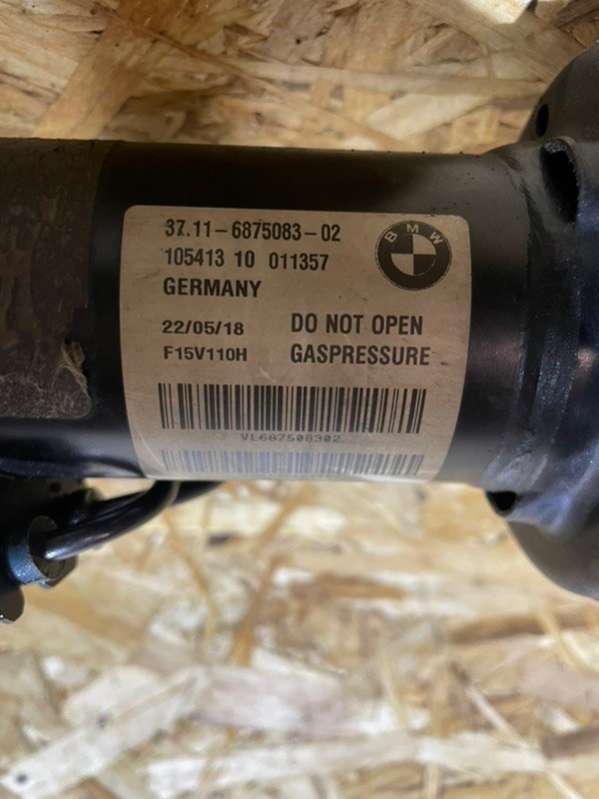 37.11-6875083-02
105413 10 011357
GERMANY
BMW
22/05/18 DO NOT OPEN
F15V110H GASPRESSURE
VL687508302